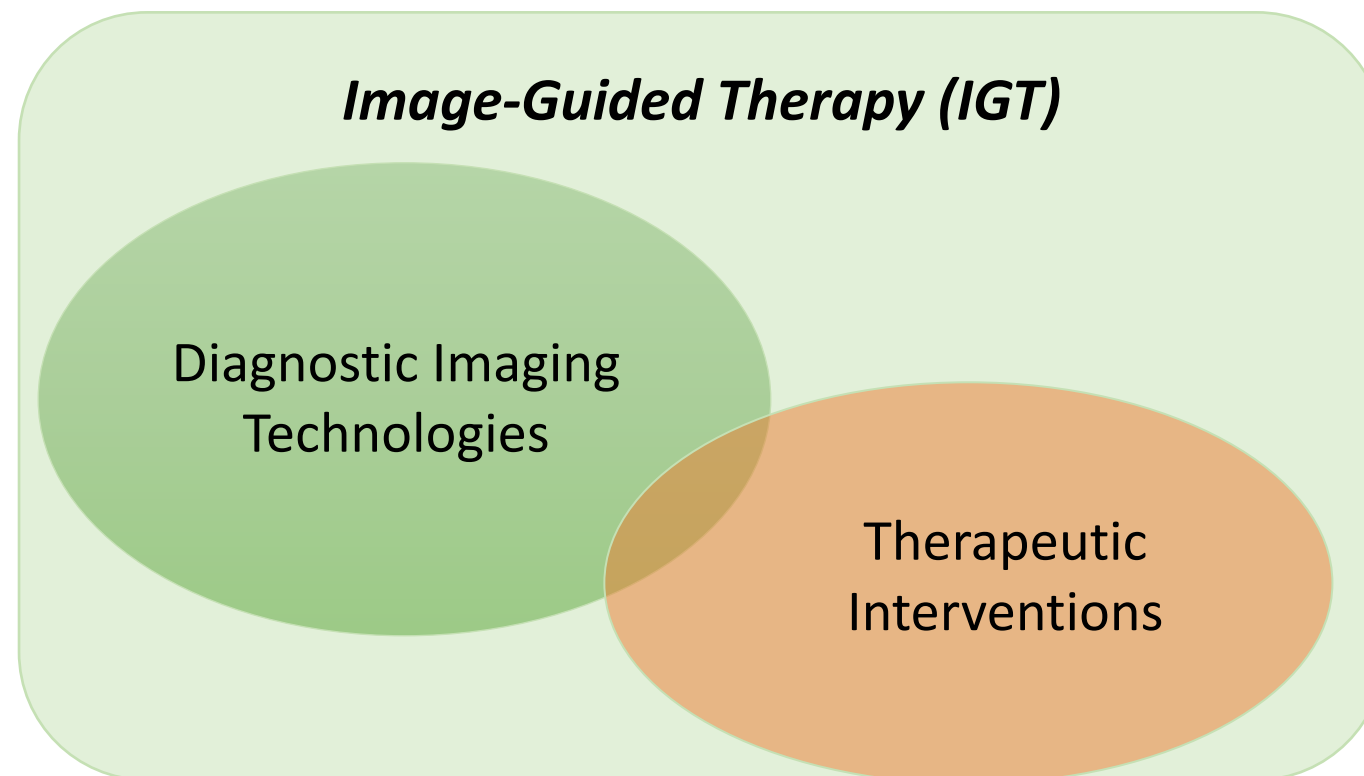 Image-Guided Therapy (IGT)
Diagnostic Imaging
Technologies
Therapeutic
Interventions